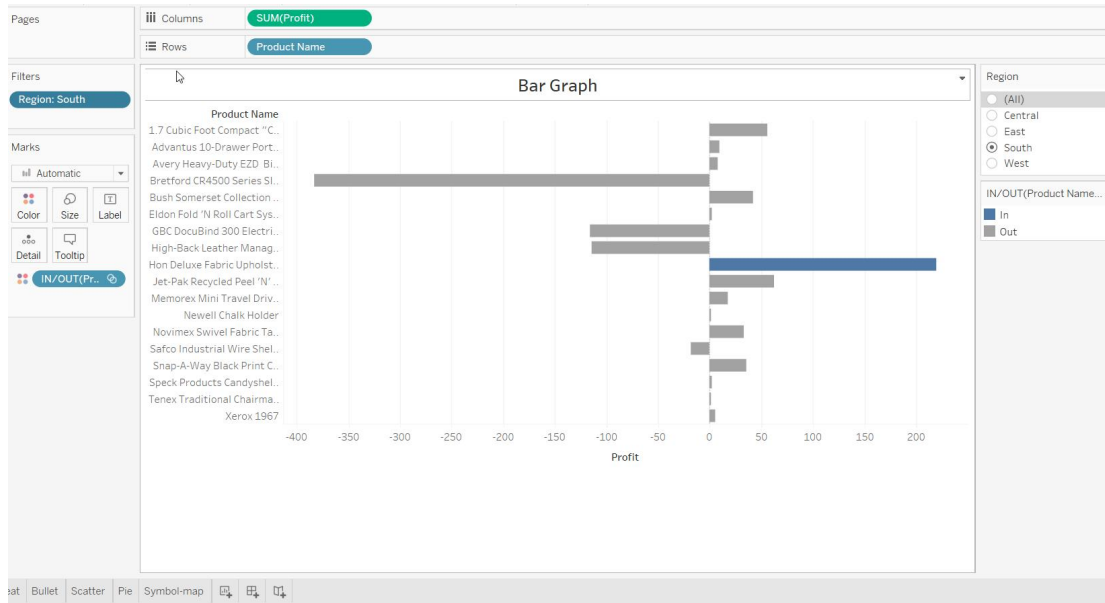 Pages
Columns
SUM(Profit)
Rows
Product Name
Filters
Region: South
Marks
Automatic
Color
Size
Label
Detail
Tooltip
IN/OUT(Pr..
Bar Graph
Product Name
1.7 Cubic Foot Compact "C..
Advantus 10-Drawer Port..
Avery Heavy-Duty EZD Bi..
Bretford CR4500 Series Sl..
Bush Somerset Collection ..
Eldon Fold 'N Roll Cart Sys..
GBC DocuBind 300 Electri..
High-Back Leather Manag..
Hon Deluxe Fabric Upholst..
Jet-Pak Recycled Peel 'N' ..
Memorex Mini Travel Driv..
Newell Chalk Holder
Novimex Swivel Fabric Ta..
Safco Industrial Wire Shel..
Snap-A-Way Black Print C..
Speck Products Candyshel..
Tenex Traditional Chairma..
Xerox 1967
-400 -350 -300 -250 -200 -150 -100 -50 0 50 100 150 200
Profit
Region
(All)
Central
East
South
West
IN/OUT(Product Name...
In
Out
eat Bullet Scatter Pie Symbol-map